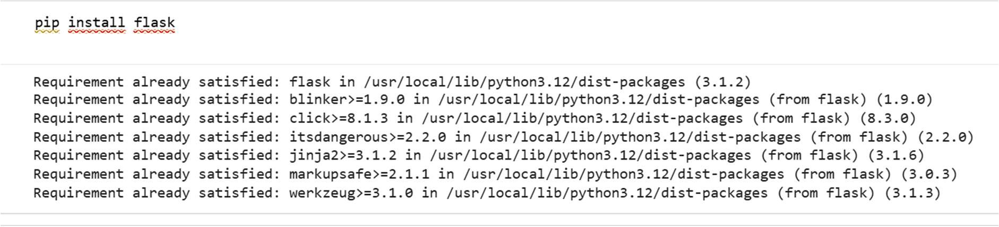 pip install flask
Requirement already satisfied: flask in /usr/local/lib/python3.12/dist-packages (3.1.2)
Requirement already satisfied: blinker>=1.9.0 in /usr/local/lib/python3.12/dist-packages (from flask) (1.9.0)
Requirement already satisfied: click>=8.1.3 in /usr/local/lib/python3.12/dist-packages (from flask) (8.3.0)
Requirement already satisfied: itsdangerous>=2.2.0 in /usr/local/lib/python3.12/dist-packages (from flask) (2.2.0)
Requirement already satisfied: jinja2>=3.1.2 in /usr/local/lib/python3.12/dist-packages (from flask) (3.1.6)
Requirement already satisfied: markupsafe>=2.1.1 in /usr/local/lib/python3.12/dist-packages (from flask) (3.0.3)
Requirement already satisfied: werkzeug>=3.1.0 in /usr/local/lib/python3.12/dist-packages (from flask) (3.1.3)